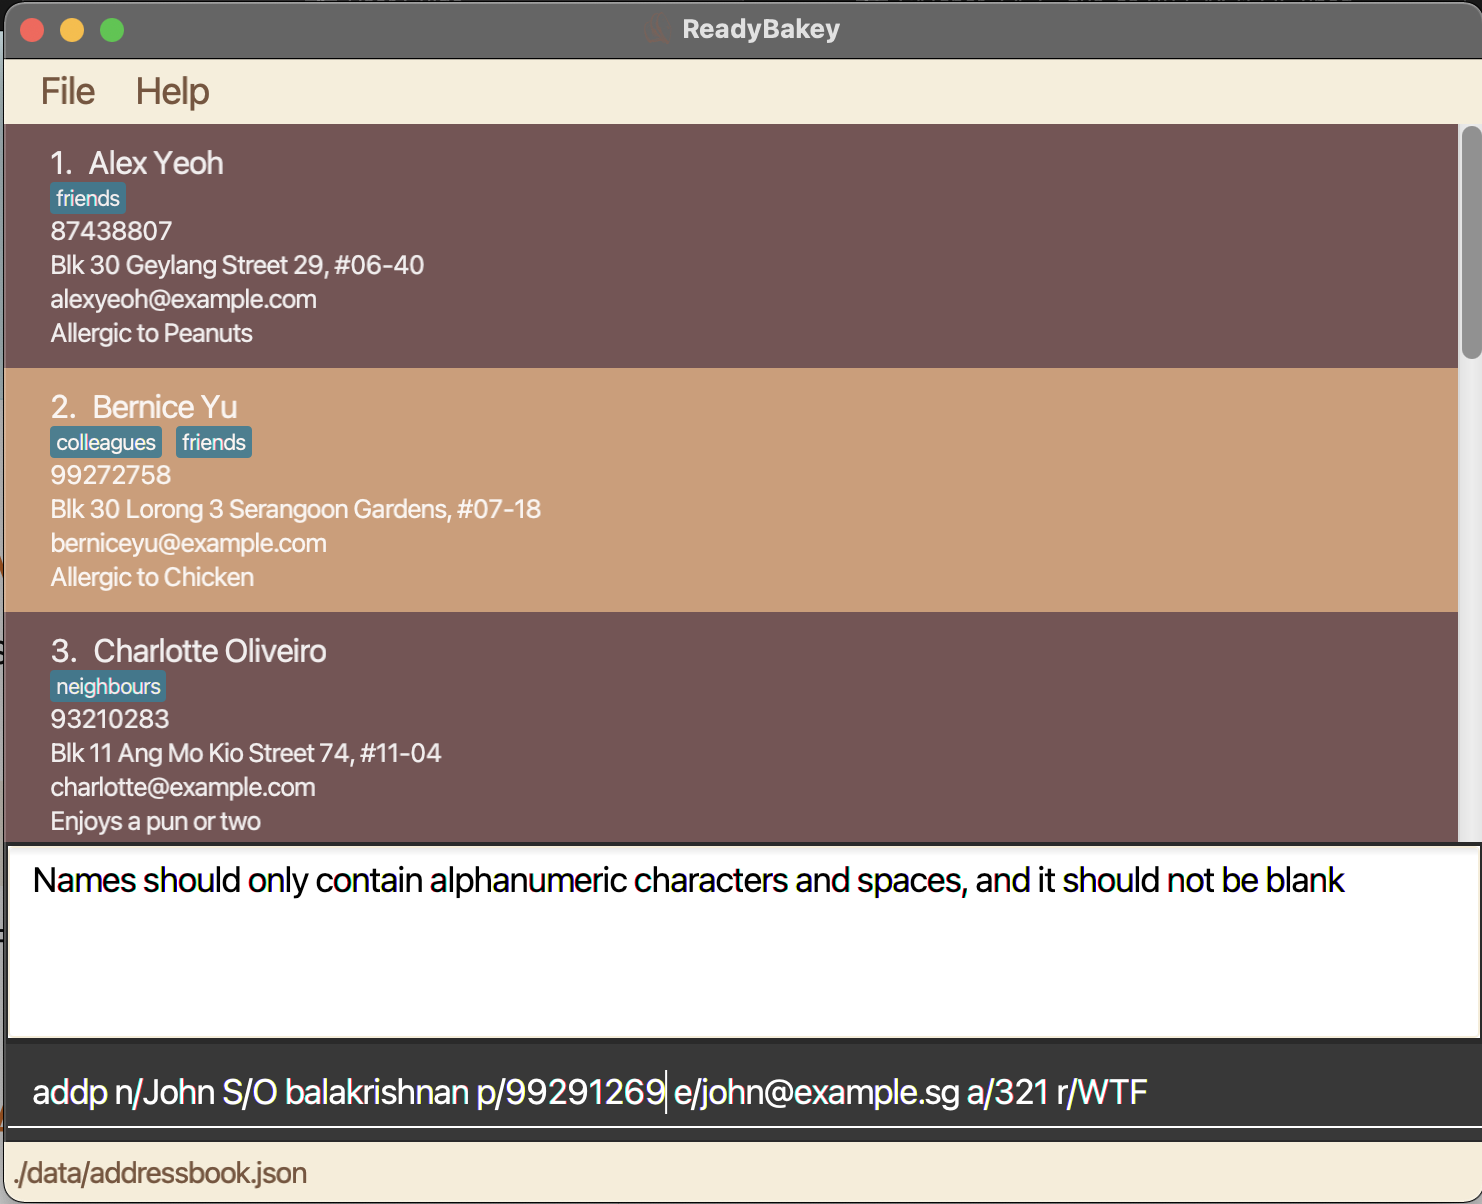 ReadyBakey
File Help
1. Alex Yeoh
friends
87438807
Blk 30 Geylang Street 29, #06-40
alexyeoh@example.com
Allergic to Peanuts
2. Bernice Yu
colleagues friends
99272758
Blk 30 Lorong 3 Serangoon Gardens, #07-18
berniceyu@example.com
Allergic to Chicken
3. Charlotte Oliveiro
neighbours
93210283
Blk 11 Ang Mo Kio Street 74, #11-04
charlotte@example.com
Enjoys a pun or two
Names should only contain alphanumeric characters and spaces, and it should not be blank
addp n/John S/O balakrishnan p/99291269 e/john@example.sg a/321 r/WTF
./data/addressbook.json